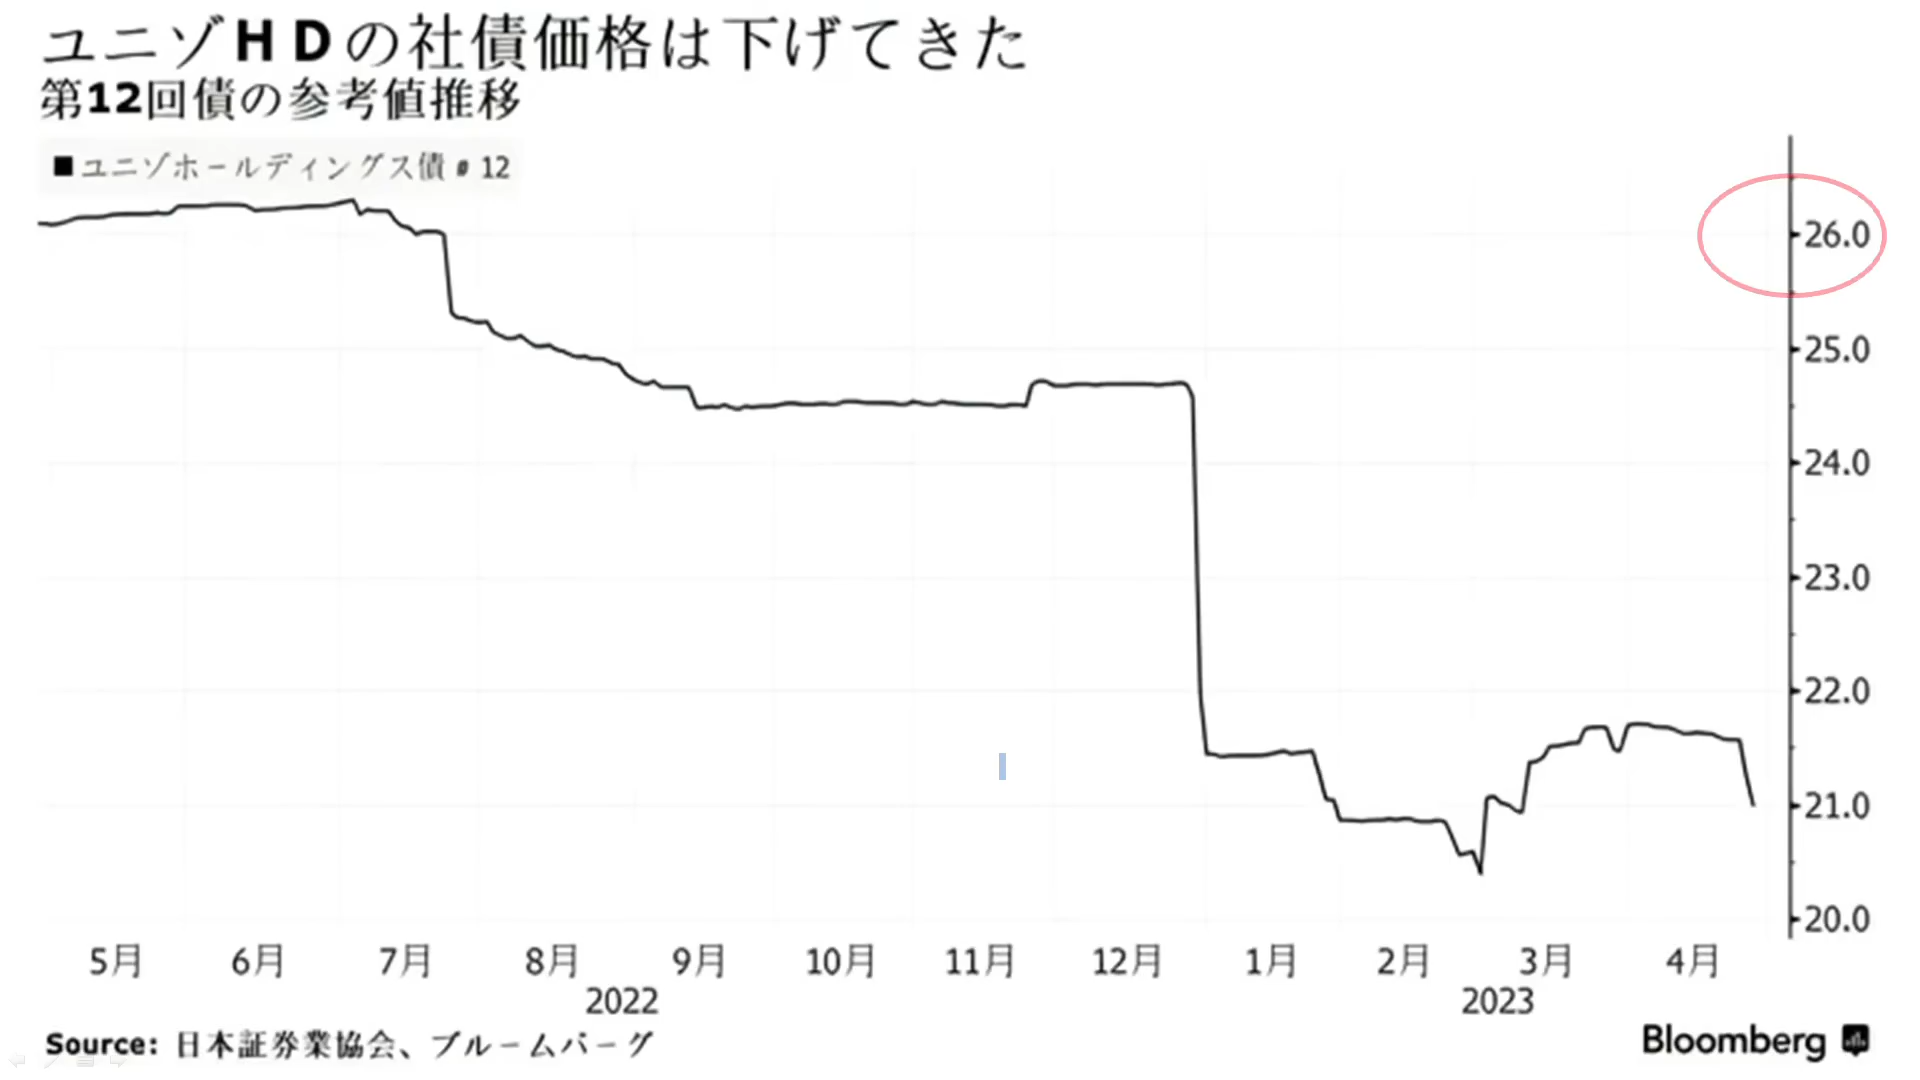 ユニゾＨＤの社債価格は下げてきた
第12回債の参考値推移
■ユニゾホールディングス債 # 12
26.0
25.0
24.0
23.0
22.0
21.0
20.0
5月 6月 7月 8月 9月 10月 11月 12月 1月 2月 3月 4月
2022 2023
Source: 日本証券業協会、ブルームバーグ
Bloomberg